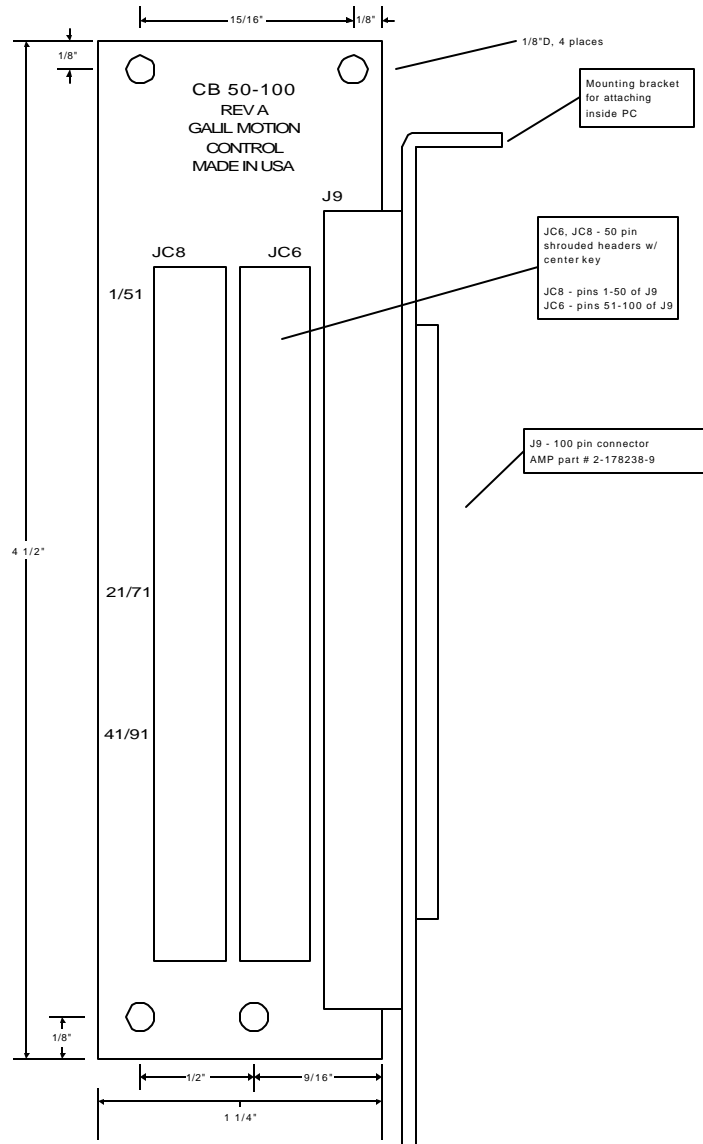 15/16"
1/8"
1/8"
1/8"D, 4 places
CB 50-100
REV A
GALIL MOTION
CONTROL
MADE IN USA
Mounting bracket
for attaching
inside PC
J9
JC8
JC6
JC6, JC8 - 50 pin
shrouded headers w/
center key
JC8 - pins 1-50 of J9
JC6 - pins 51-100 of J9
1/51
J9 - 100 pin connector
AMP part # 2-178238-9
4 1/2"
21/71
41/91
1/8"
1/2"
9/16"
1 1/4"